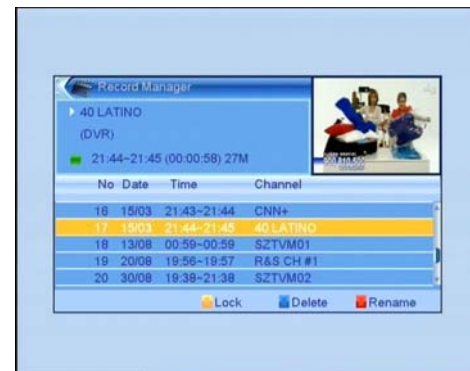 Record Manager
40 LATINO
(DVR)
21:44~21:45 (00:00:58) 27M
No Date Time Channel
16 15/03 21:43~21:44 CNN+
17 15/03 21:44~21:45 40 LATINO
18 13/08 00:59~00:59 SZTVM01
19 20/08 19:56~19:57 R&S CH #1
20 30/08 19:38~21:38 SZTVM02
Lock Delete Rename